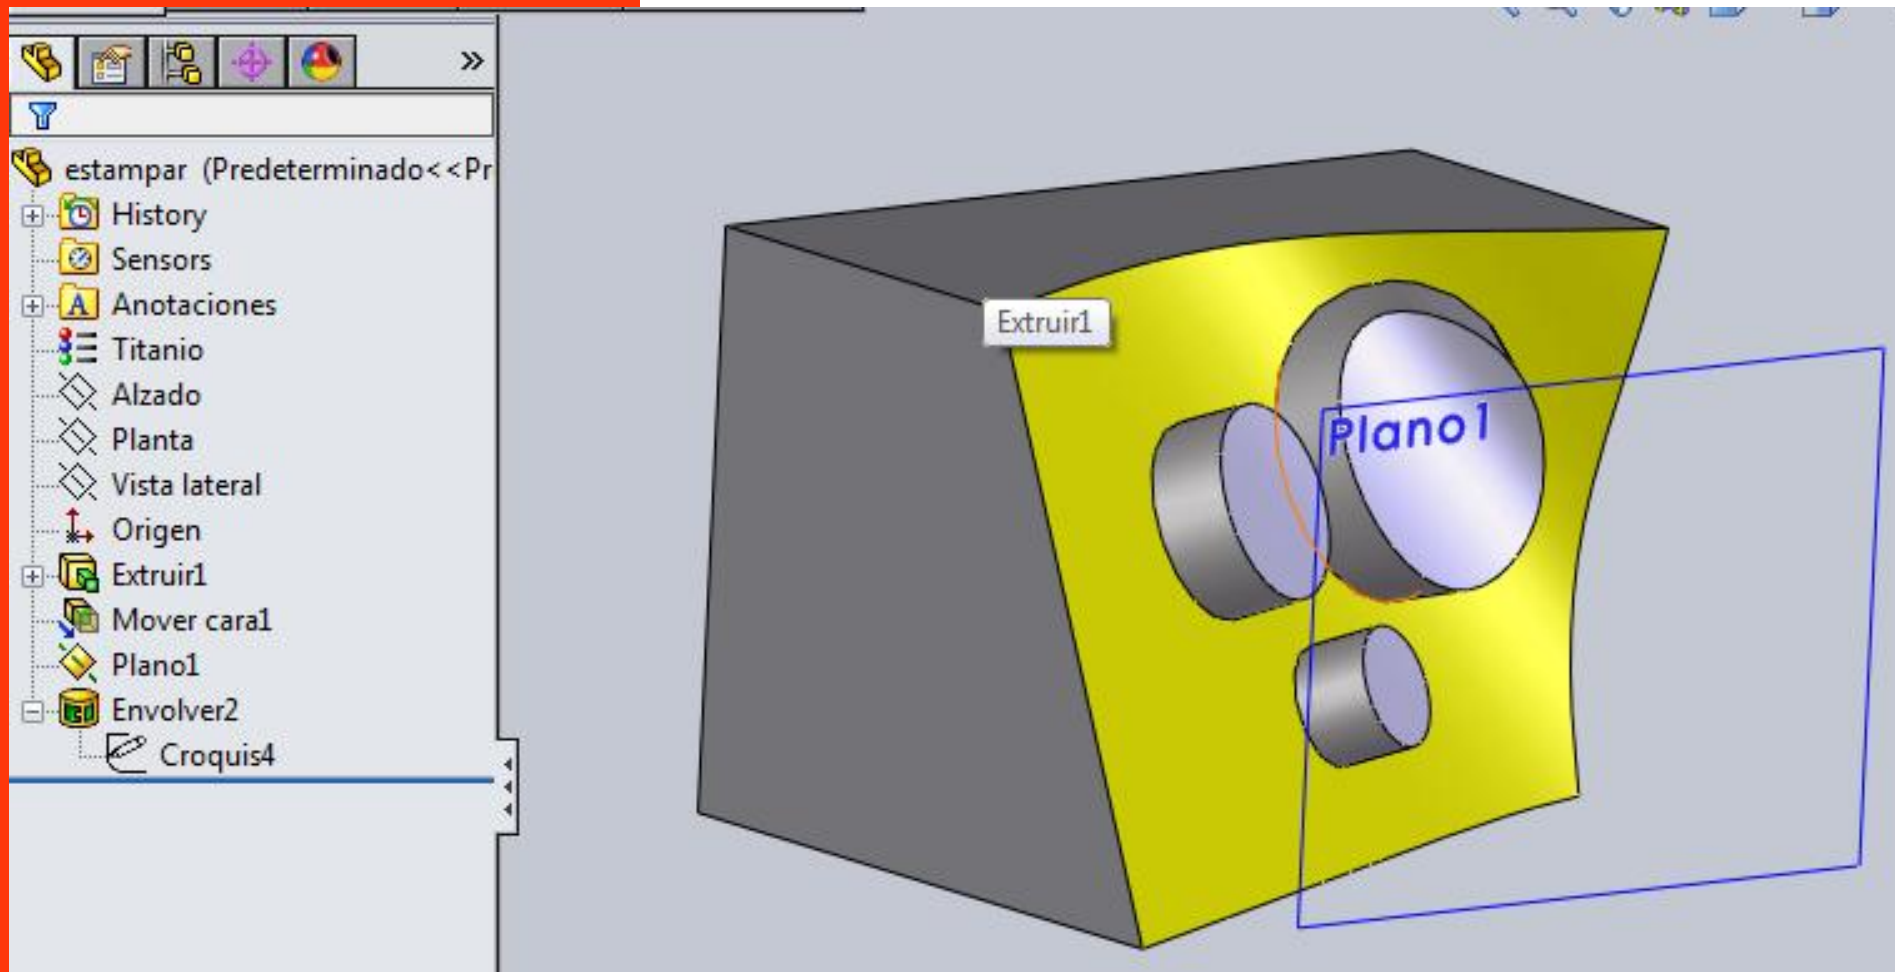 estampar (Predeterminado<<Pr
History
Sensors
Anotaciones
Titanio
Alzado
Planta
Vista lateral
Origen
Extruir1
Mover cara1
Plano1
Envolver2
Croquis4
Extruir1
Plano1